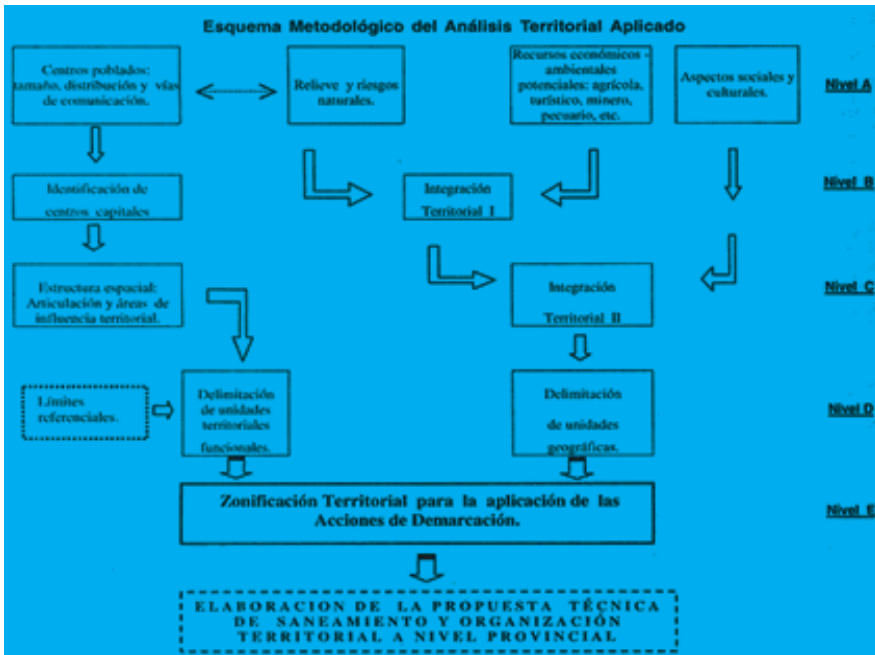 Esquema Metodológico del Análisis Territorial Aplicado
Centros poblados:
tamaño, distribución y vías
de comunicación.
Relieve y riesgos
naturales.
Recursos económicos -
ambientales
potenciales: agrícola,
turístico, minero,
pecuario, etc.
Aspectos sociales y
culturales.
Nivel A
Identificación de
centros capitales
Integración
Territorial I
Nivel B
Estructura espacial:
Articulación y áreas de
influencia territorial.
Integración
Territorial II
Nivel C
Límites
referenciales.
Delimitación
de unidades
territoriales
funcionales.
Delimitación
de unidades
geográficas.
Nivel D
Zonificación Territorial para la aplicación de las
Acciones de Demarcación.
Nivel E
ELABORACION DE LA PROPUESTA TÉCNICA
DE SANEAMIENTO Y ORGANIZACIÓN
TERRITORIAL A NIVEL PROVINCIAL